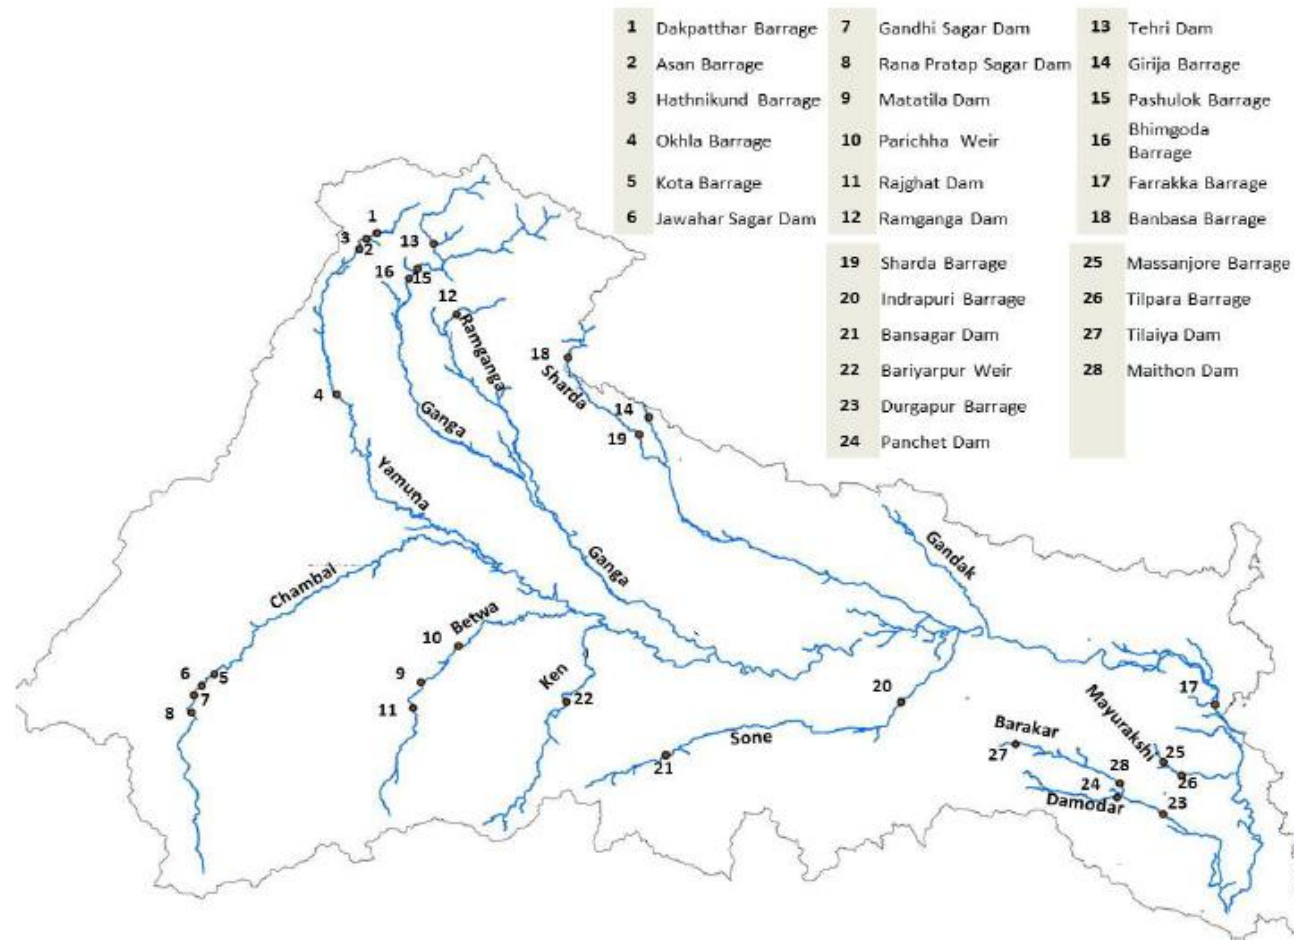 1 Dakpatthar Barrage 7 Gandhi Sagar Dam 13 Tehri Dam
2 Asan Barrage 8 Rana Pratap Sagar Dam 14 Girija Barrage
3 Hathnikund Barrage 9 Matatila Dam 15 Pashulok Barrage
4 Okhla Barrage 10 Parichha Weir 16 Bhimgoda
Barrage
5 Kota Barrage 11 Rajghat Dam 17 Farrakka Barrage
6 Jawahar Sagar Dam 12 Ramganga Dam 18 Banbasa Barrage
19 Sharda Barrage 25 Massanjore Barrage
20 Indrapuri Barrage 26 Tilpara Barrage
21 Bansagar Dam 27 Tilaiya Dam
22 Bariyarpur Weir 28 Maithon Dam
23 Durgapur Barrage
24 Panchet Dam
1
3
2
13
16
15
12
Ramganga
18
Sharda
4
Ganga
14
19
Yamuna
Ganga
Gandak
Chambal
Betwa
10
Ken
6
5
9
7
8
11
22
20
17
Sone
21
Barakar
27
Mayurakshi
25
26
28
24
Damodar
23